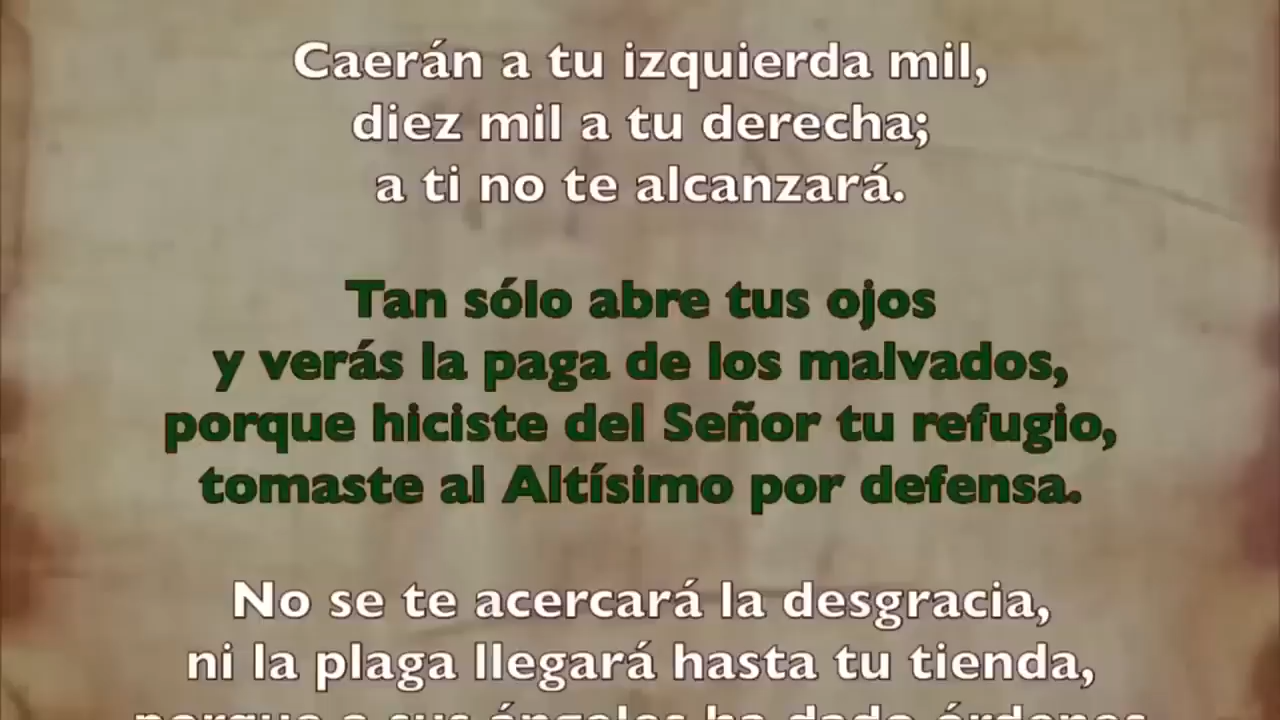 Caerán a tu izquierda mil,
diez mil a tu derecha;
a ti no te alcanzará.
Tan sólo abre tus ojos
y verás la paga de los malvados,
porque hiciste del Señor tu refugio,
tomaste al Altísimo por defensa.
No se te acercará la desgracia,
ni la plaga llegará hasta tu tienda,
porque a sus ángeles ha dado órdenes